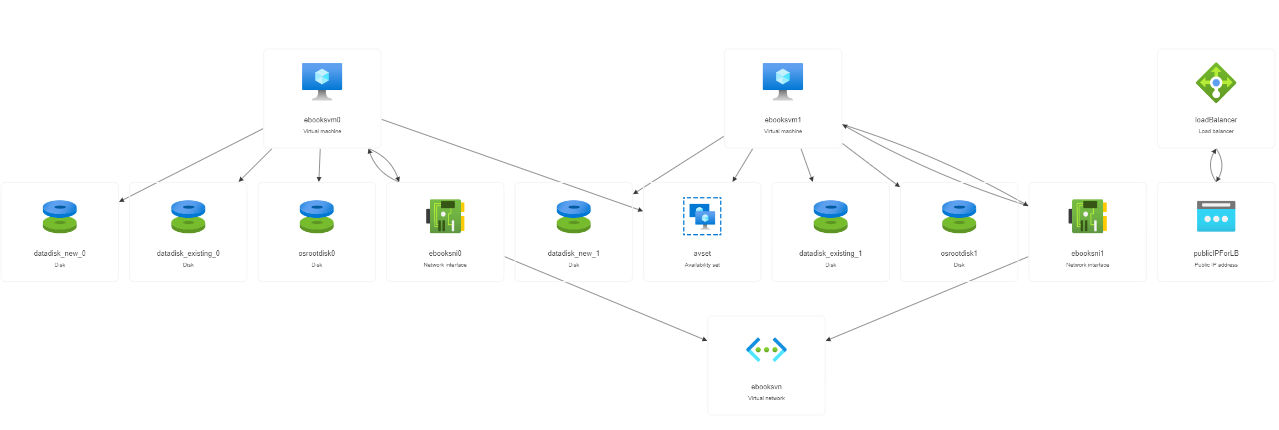 ebooksvm0
Virtual machine
ebooksvm1
Virtual machine
loadBalancer
Load balancer
datadisk_new_0
Disk
datadisk_existing_0
Disk
osrootdisk0
Disk
ebooksni0
Network interface
datadisk_new_1
Disk
avset
Availability set
datadisk_existing_1
Disk
osrootdisk1
Disk
ebooksni1
Network interface
publicIPForLB
Public IP address
ebooksvn
Virtual network